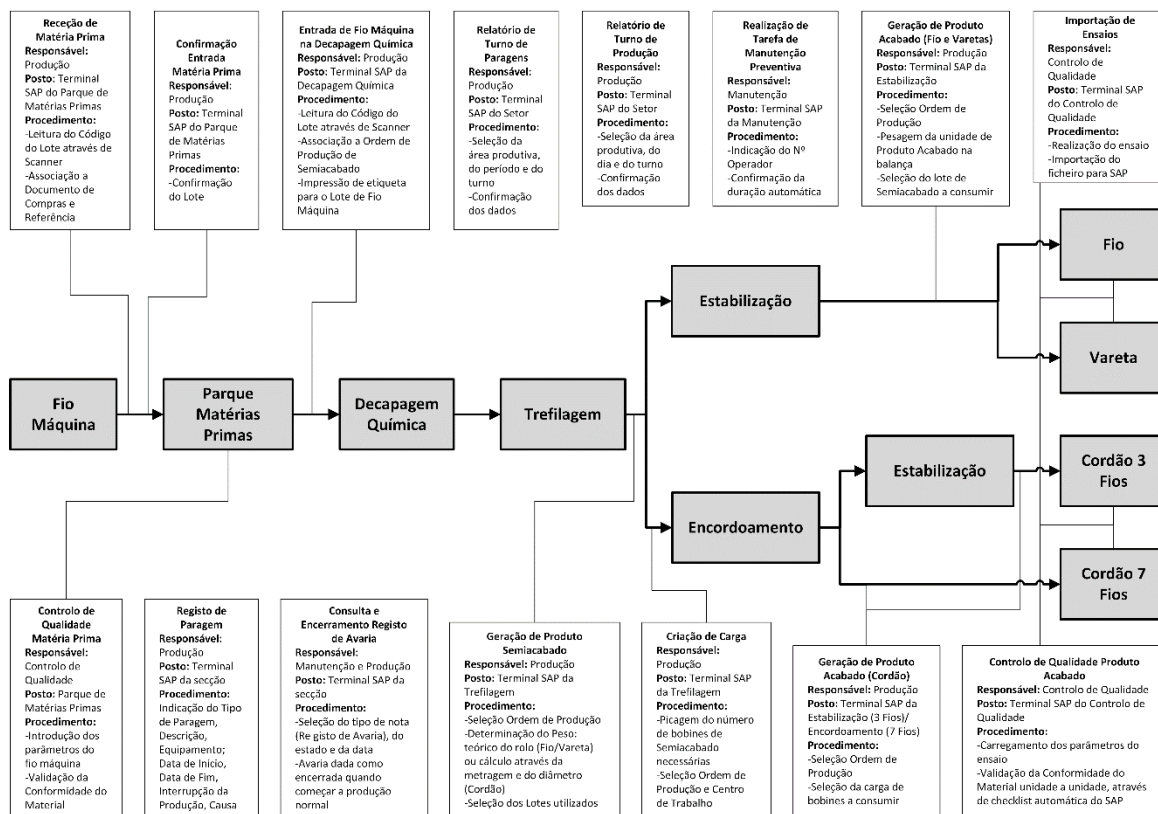 Receção de
Matéria Prima
Responsável:
Produção
Posto: Terminal
SAP do Parque de
Matérias Primas
Procedimento:
-Leitura do Código
do Lote através de
Scanner
-Associação a
Documento de
Compras e
Referência
Confirmação
Entrada
Matéria Prima
Responsável:
Produção
Posto: Terminal
SAP do Parque
de Matérias
Primas
Procedimento:
-Confirmação
do Lote
Entrada de Fio Máquina
na Decapagem Química
Responsável: Produção
Posto: Terminal SAP da
Decapagem Química
Procedimento:
-Leitura do Código do
Lote através de Scanner
-Associação a Ordem de
Produção de
Semiacabado
-Impressão de etiqueta
para o Lote de Fio
Máquina
Relatório de
Turno de
Paragens
Responsável:
Produção
Posto: Terminal
SAP do Setor
Procedimento:
-Seleção da
área produtiva,
do período e do
turno
-Confirmação
dos dados
Relatório de
Turno de
Produção
Responsável:
Produção
Posto: Terminal
SAP do Setor
Procedimento:
-Seleção da área
produtiva, do
dia e do turno
-Confirmação
dos dados
Realização de
Tarefa de
Manutenção
Preventiva
Responsável:
Manutenção
Posto: Terminal SAP
da Manutenção
Procedimento:
-Indicação do Nº
Operador
-Confirmação da
duração automática
Geração de Produto
Acabado (Fio e Varetas)
Responsável: Produção
Posto: Terminal SAP da
Estabilização
Procedimento:
-Seleção Ordem de
Produção
-Pesagem da unidade de
Produto Acabado na
balança
-Seleção do lote de
Semiacabado a consumir
Importação de
Ensaios
Responsável:
Controlo de
Qualidade
Posto: Terminal SAP
do Controlo de
Qualidade
Procedimento:
-Realização do ensaio
-Importação do
ficheiro para SAP
Fio
Estabilização
Vareta
Fio
Máquina
Parque
Matérias
Primas
Decapagem
Química
Trefilagem
Estabilização
Cordão 3
Fios
Encordoamento
Cordão 7
Fios
Controlo de
Qualidade
Matéria Prima
Responsável:
Controlo de
Qualidade
Posto: Parque de
Matérias Primas
Procedimento:
-Introdução dos
parâmetros do
fio máquina
-Validação da
Conformidade do
Material
Registo de
Paragem
Responsável:
Produção
Posto: Terminal
SAP da secção
Procedimento:
Indicação do Tipo
de Paragem,
Descrição,
Equipamento;
Data de Inicio,
Data de Fim,
Interrupção da
Produção, Causa
Consulta e
Encerramento Registo
de Avaria
Responsável:
Manutenção e Produção
Posto: Terminal SAP da
secção
Procedimento:
-Seleção do tipo de nota
(Re gisto de Avaria), do
estado e da data
-Avaria dada como
encerrada quando
começar a produção
normal
Geração de Produto
Semiacabado
Responsável: Produção
Posto: Terminal SAP da
Trefilagem
Procedimento:
-Seleção Ordem de Produção
-Determinação do Peso:
teórico do rolo (Fio/Vareta)
ou cálculo através da
metragem e do diâmetro
(Cordão)
-Seleção dos Lotes utilizados
Criação de Carga
Responsável:
Produção
Posto: Terminal SAP
da Trefilagem
Procedimento:
-Picagem do número
de bobines de
Semiacabado
necessárias
-Seleção Ordem de
Produção e Centro de
Trabalho
Geração de Produto
Acabado (Cordão)
Responsável: Produção
Posto: Terminal SAP da
Estabilização (3 Fios)/
Encordoamento (7 Fios)
Procedimento:
-Seleção Ordem de
Produção
-Seleção da carga de
bobines a consumir
Controlo de Qualidade Produto
Acabado
Responsável: Controlo de Qualidade
Posto: Terminal SAP do Controlo de
Qualidade
Procedimento:
-Carregamento dos parâmetros do
ensaio
-Validação da Conformidade do
Material unidade a unidade, através
de checklist automática do SAP